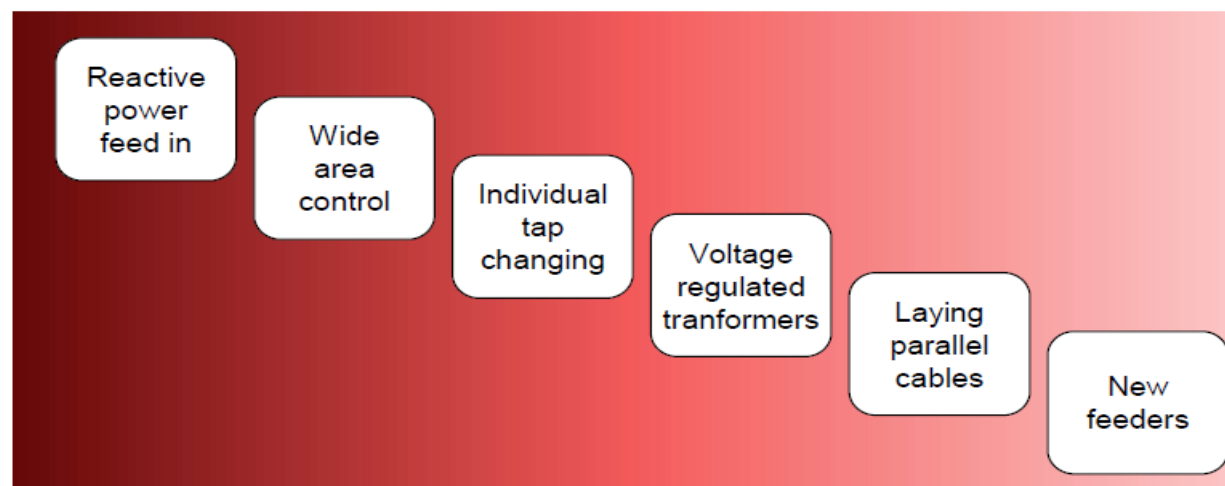 Reactive
power
feed in
Wide
area
control
Individual
tap
changing
Voltage
regulated
tranformers
Laying
parallel
cables
New
feeders